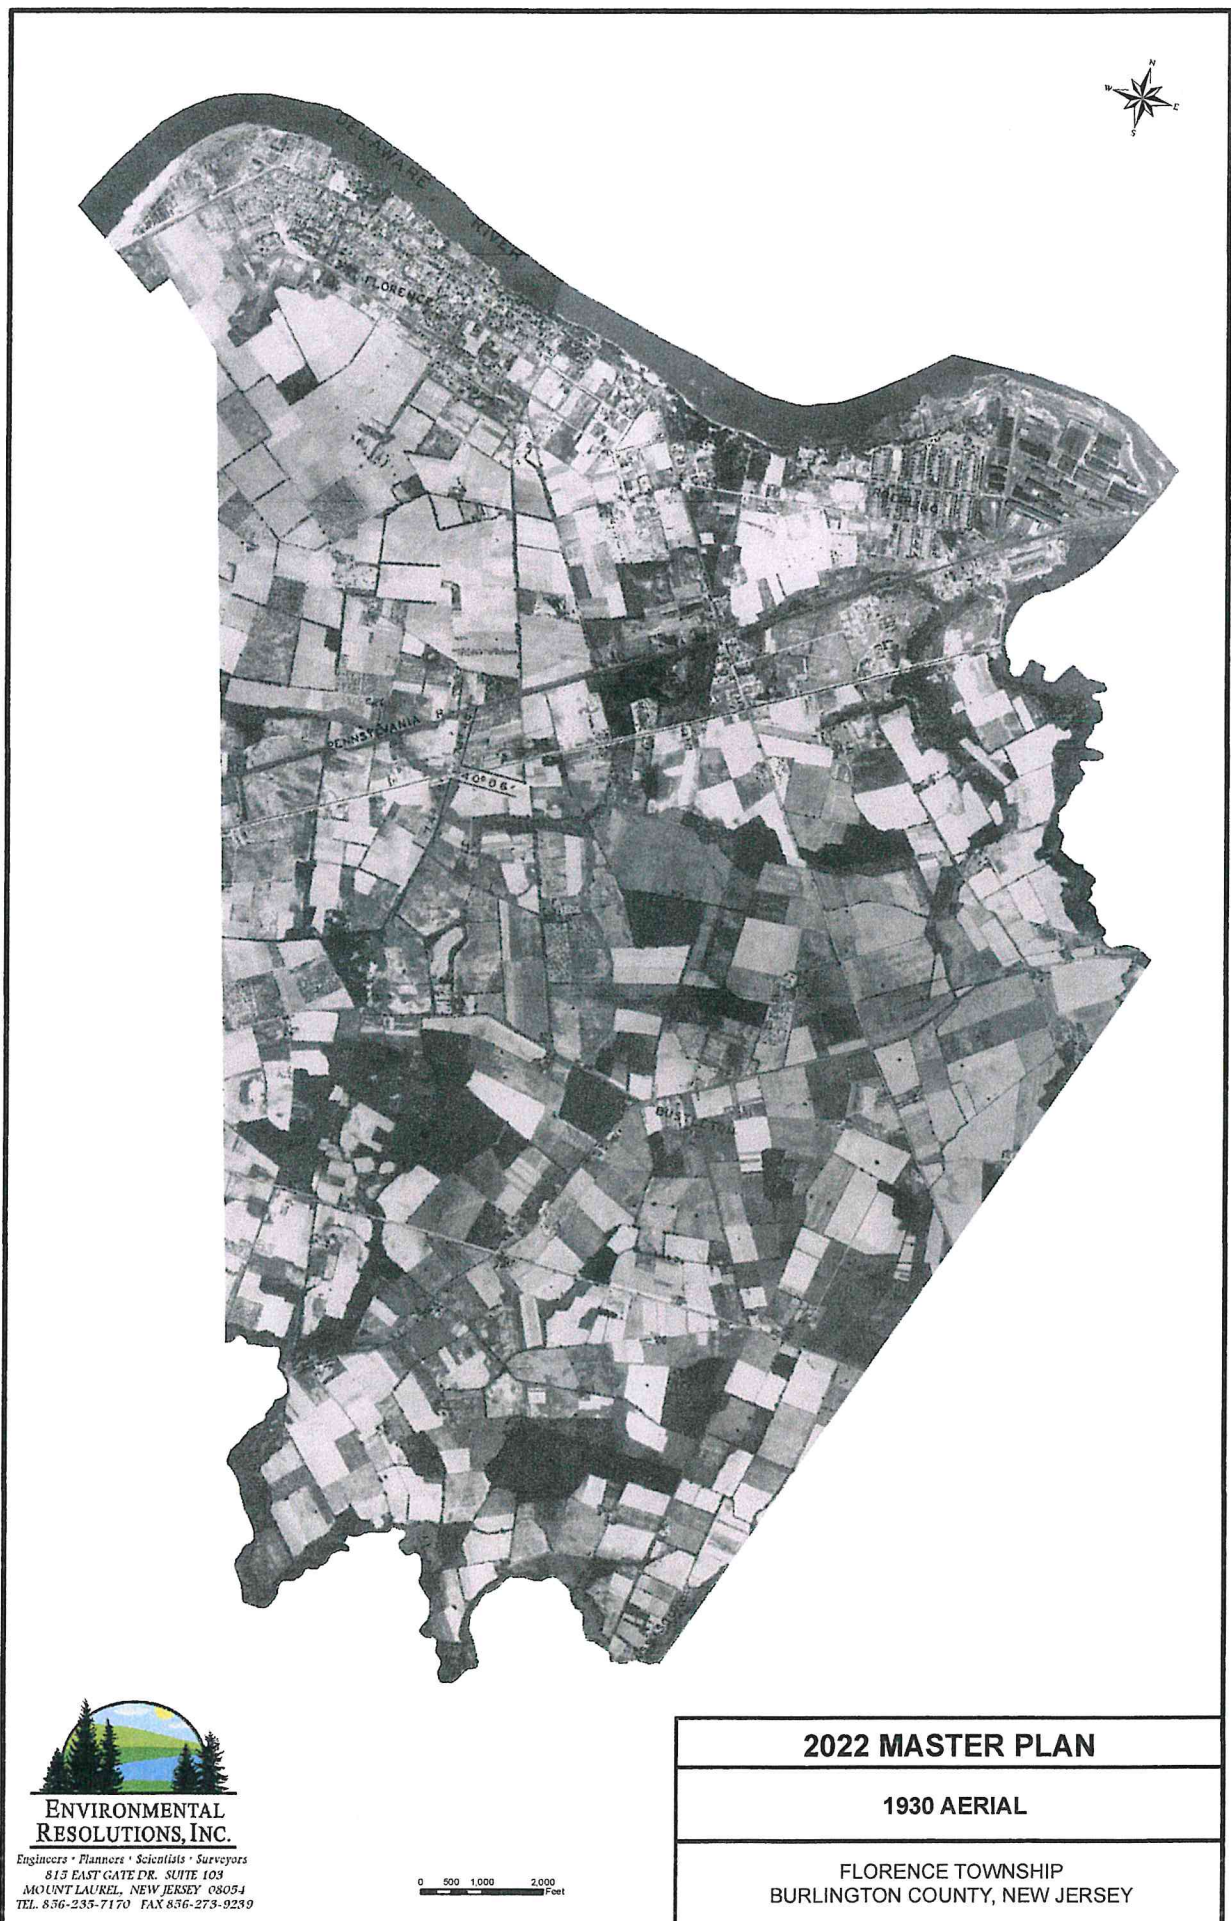 N
W
E
S
DELAWARE
RIVER
FLORENCE
ROEBLING
PENNSYLVANIA R R
40°06'
BUSTLETON
ENVIRONMENTAL
RESOLUTIONS, INC.
Engineers • Planners • Scientists • Surveyors
815 EAST GATE DR. SUITE 103
MOUNT LAUREL, NEW JERSEY 08054
TEL. 856-235-7170 FAX 856-273-9239
0 500 1,000 2,000
Feet
2022 MASTER PLAN
1930 AERIAL
FLORENCE TOWNSHIP
BURLINGTON COUNTY, NEW JERSEY